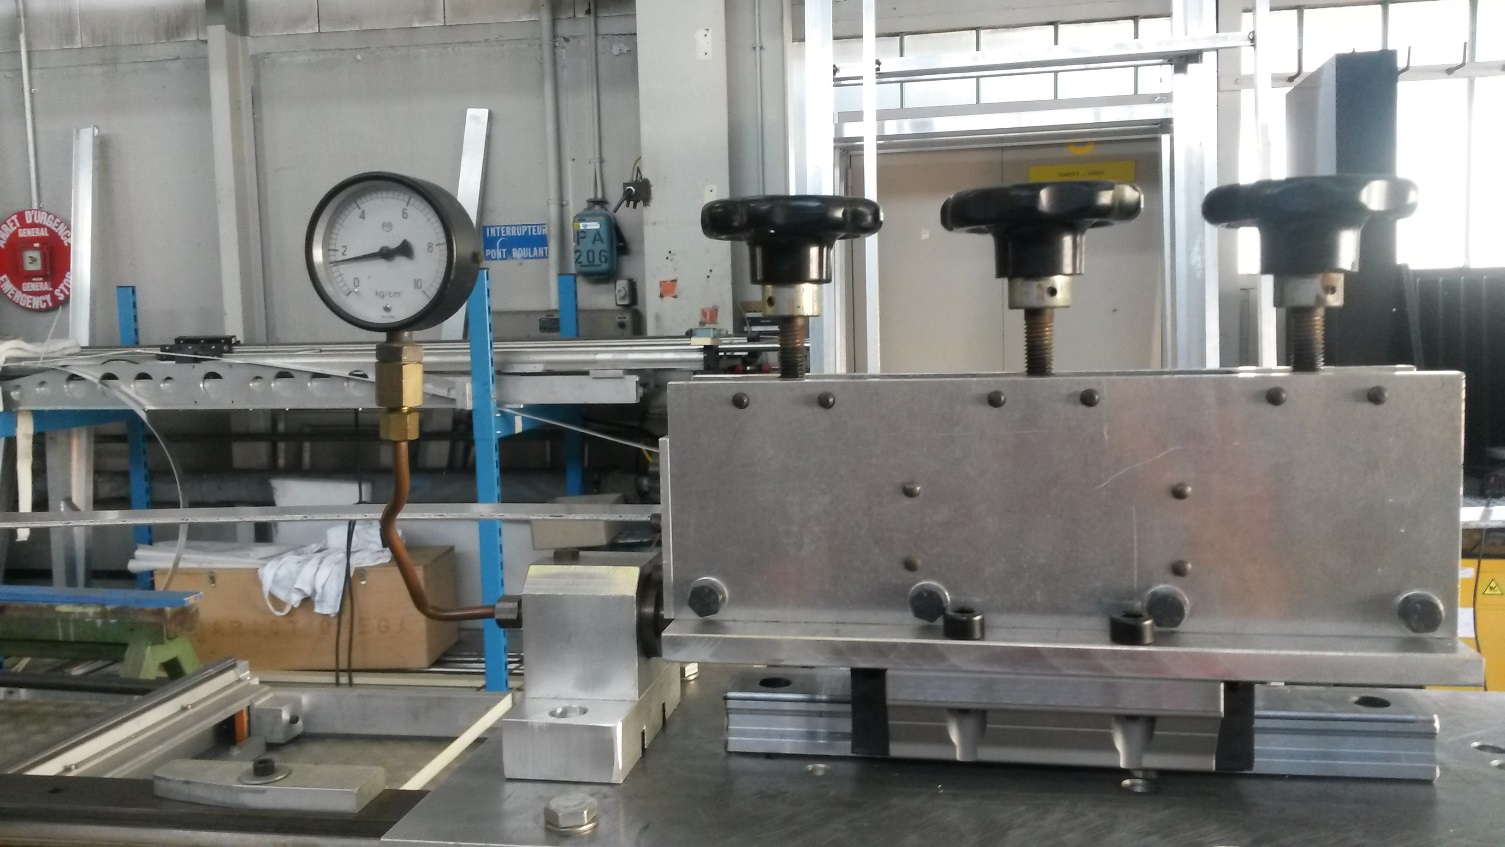 ARRET D'URGENCE
GENERAL
GENERAL
EMERGENCY STOP
4
6
2
8
0
10
kg/cm²
INTERRUPTEUR
PONT ROULANT
PA
206